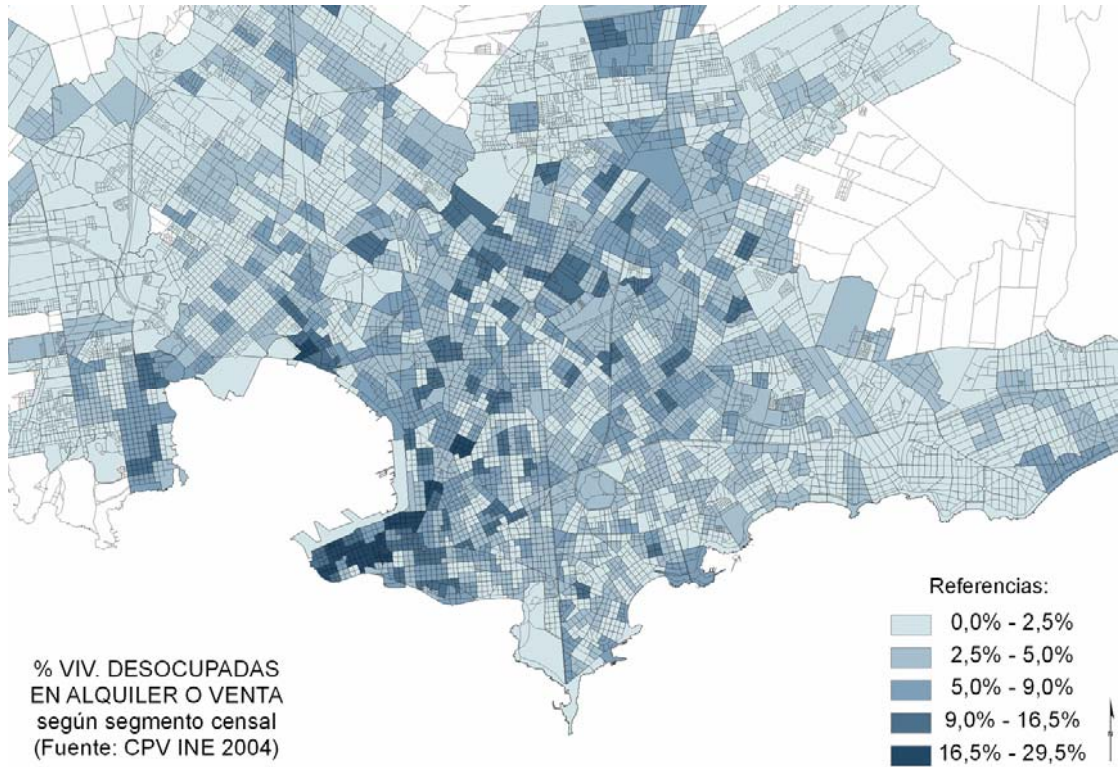 % VIV. DESOCUPADAS
EN ALQUILER O VENTA
según segmento censal
(Fuente: CPV INE 2004)
Referencias:
0,0% - 2,5%
2,5% - 5,0%
5,0% - 9,0%
9,0% - 16,5%
16,5% - 29,5%